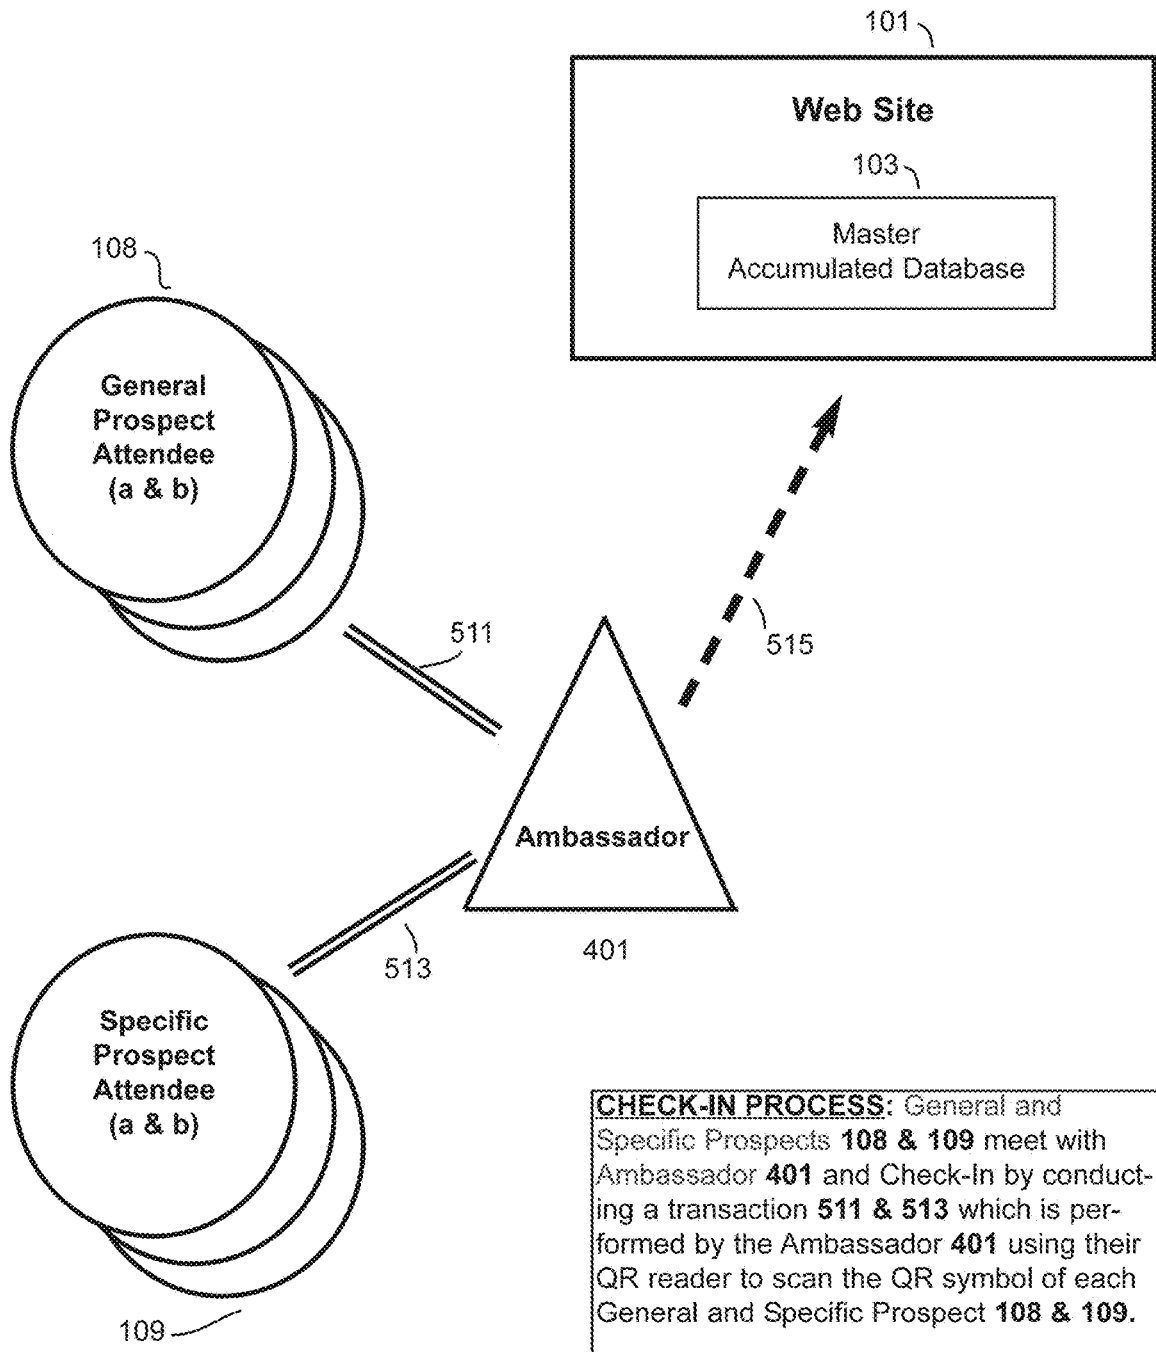 101
Web Site
103
Master
Accumulated Database
108
General
Prospect
Attendee
(a & b)
511
515
Ambassador
401
513
Specific
Prospect
Attendee
(a & b)
109
CHECK-IN PROCESS: General and
Specific Prospects 108 & 109 meet with
Ambassador 401 and Check-In by conduct-
ing a transaction 511 & 513 which is per-
formed by the Ambassador 401 using their
QR reader to scan the QR symbol of each
General and Specific Prospect 108 & 109.